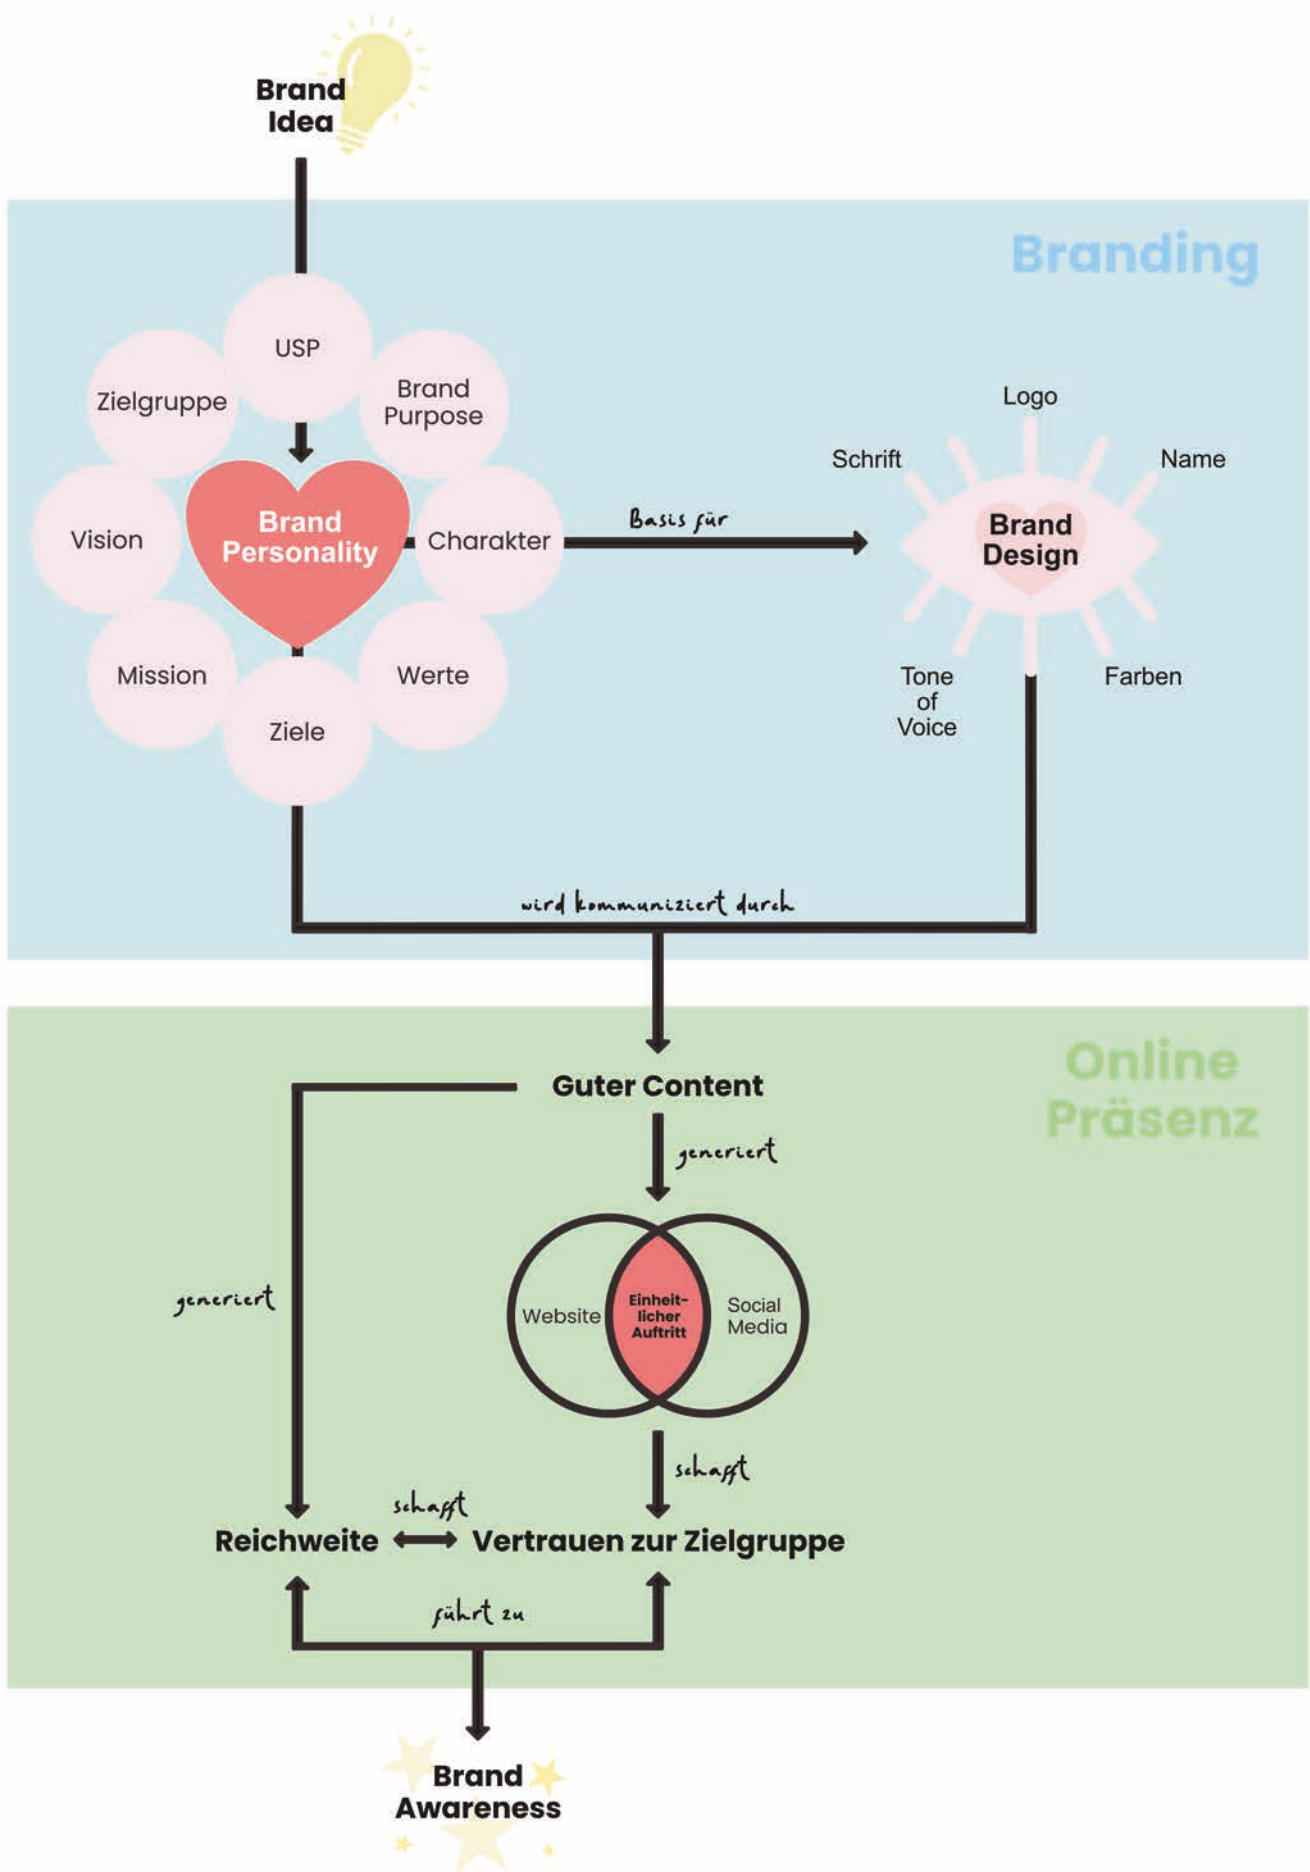 Brand
Idea
Branding
USP
Zielgruppe
Brand
Purpose
Vision
Brand
Personality
Charakter
Mission
Werte
Ziele
Basis für
Logo
Schrift
Name
Brand
Design
Tone
of
Voice
Farben
wird kommuniziert durch
Online
Präsenz
Guter Content
generiert
generiert
Website
Einheit-
licher
Auftritt
Social
Media
schafft
schafft
Reichweite
Vertrauen zur Zielgruppe
führt zu
Brand
Awareness